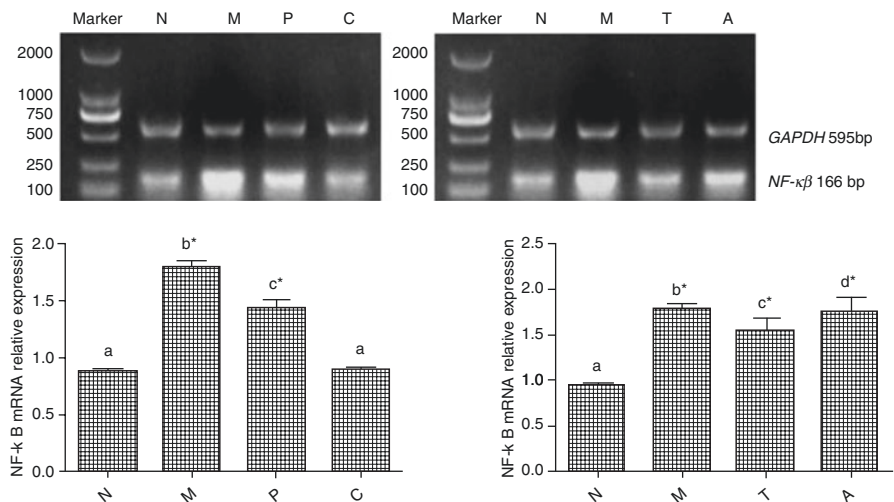 Marker N M P C
Marker N M T A
2000
1000
750
500
250
100
2000
1000
750
500
250
100
GAPDH 595bp
NF-κβ 166 bp
NF-k B mRNA relative expression
2.0
1.5
1.0
0.5
0.0
a
b*
c*
a
N M P C
NF-k B mRNA relative expression
2.5
2.0
1.5
1.0
0.5
0.0
a
b*
c*
d*
N M T A